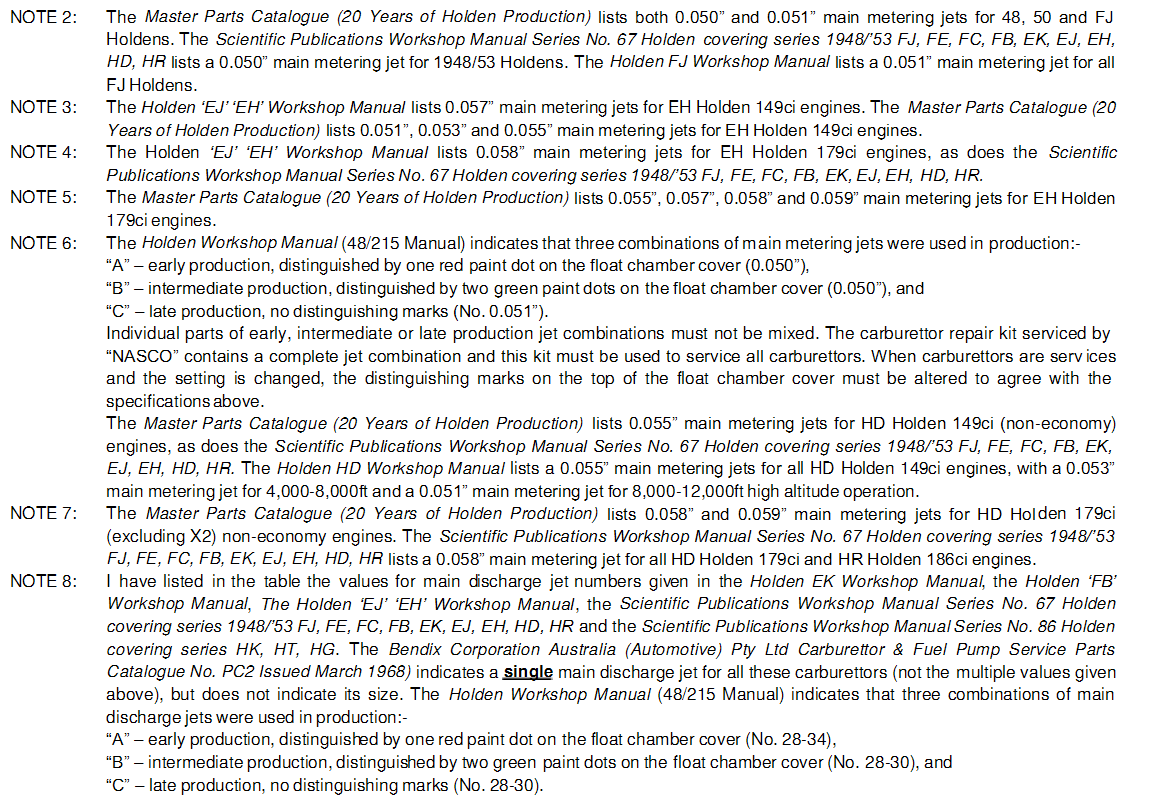 NOTE 2: The Master Parts Catalogue (20 Years of Holden Production) lists both 0.050” and 0.051” main metering jets for 48, 50 and FJ
Holdens. The Scientific Publications Workshop Manual Series No. 67 Holden covering series 1948/’53 FJ, FE, FC, FB, EK, EJ, EH,
HD, HR lists a 0.050” main metering jet for 1948/53 Holdens. The Holden FJ Workshop Manual lists a 0.051” main metering jet for all
FJ Holdens.
NOTE 3: The Holden ‘EJ’ ‘EH’ Workshop Manual lists 0.057” main metering jets for EH Holden 149ci engines. The Master Parts Catalogue (20
Years of Holden Production) lists 0.051”, 0.053” and 0.055” main metering jets for EH Holden 149ci engines.
NOTE 4: The Holden ‘EJ’ ‘EH’ Workshop Manual lists 0.058” main metering jets for EH Holden 179ci engines, as does the Scientific
Publications Workshop Manual Series No. 67 Holden covering series 1948/’53 FJ, FE, FC, FB, EK, EJ, EH, HD, HR.
NOTE 5: The Master Parts Catalogue (20 Years of Holden Production) lists 0.055”, 0.057”, 0.058” and 0.059” main metering jets for EH Holden
179ci engines.
NOTE 6: The Holden Workshop Manual (48/215 Manual) indicates that three combinations of main metering jets were used in production:-
“A” – early production, distinguished by one red paint dot on the float chamber cover (0.050”),
“B” – intermediate production, distinguished by two green paint dots on the float chamber cover (0.050”), and
“C” – late production, no distinguishing marks (No. 0.051”).
Individual parts of early, intermediate or late production jet combinations must not be mixed. The carburettor repair kit serviced by
“NASCO” contains a complete jet combination and this kit must be used to service all carburettors. When carburettors are services
and the setting is changed, the distinguishing marks on the top of the float chamber cover must be altered to agree with the
specifications above.
The Master Parts Catalogue (20 Years of Holden Production) lists 0.055” main metering jets for HD Holden 149ci (non-economy)
engines, as does the Scientific Publications Workshop Manual Series No. 67 Holden covering series 1948/’53 FJ, FE, FC, FB, EK,
EJ, EH, HD, HR. The Holden HD Workshop Manual lists a 0.055” main metering jets for all HD Holden 149ci engines, with a 0.053”
main metering jet for 4,000-8,000ft and a 0.051” main metering jet for 8,000-12,000ft high altitude operation.
NOTE 7: The Master Parts Catalogue (20 Years of Holden Production) lists 0.058” and 0.059” main metering jets for HD Holden 179ci
(excluding X2) non-economy engines. The Scientific Publications Workshop Manual Series No. 67 Holden covering series 1948/’53
FJ, FE, FC, FB, EK, EJ, EH, HD, HR lists a 0.058” main metering jet for all HD Holden 179ci and HR Holden 186ci engines.
NOTE 8: I have listed in the table the values for main discharge jet numbers given in the Holden EK Workshop Manual, the Holden ‘FB’
Workshop Manual, The Holden ‘EJ’ ‘EH’ Workshop Manual, the Scientific Publications Workshop Manual Series No. 67 Holden
covering series 1948/’53 FJ, FE, FC, FB, EK, EJ, EH, HD, HR and the Scientific Publications Workshop Manual Series No. 86 Holden
covering series HK, HT, HG. The Bendix Corporation Australia (Automotive) Pty Ltd Carburettor & Fuel Pump Service Parts
Catalogue No. PC2 Issued March 1968) indicates a single main discharge jet for all these carburettors (not the multiple values given
above), but does not indicate its size. The Holden Workshop Manual (48/215 Manual) indicates that three combinations of main
discharge jets were used in production:-
“A” – early production, distinguished by one red paint dot on the float chamber cover (No. 28-34),
“B” – intermediate production, distinguished by two green paint dots on the float chamber cover (No. 28-30), and
“C” – late production, no distinguishing marks (No. 28-30).